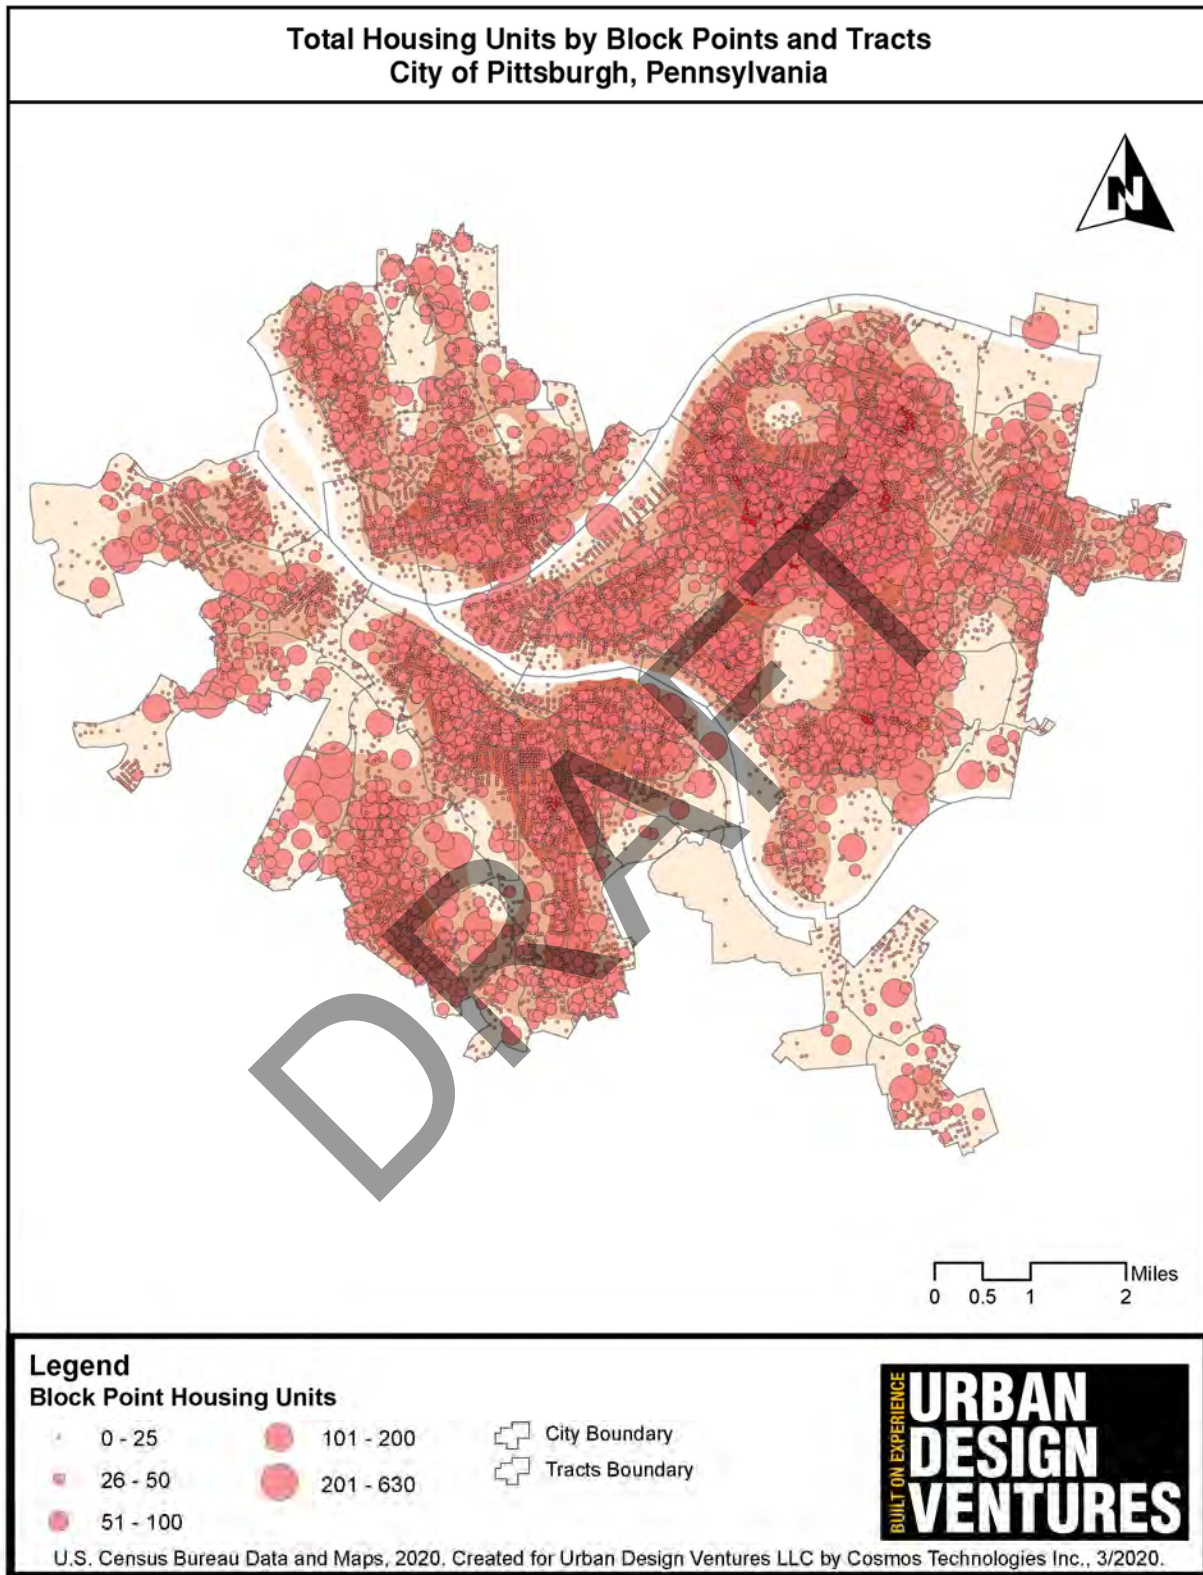 Total Housing Units by Block Points and Tracts
City of Pittsburgh, Pennsylvania
N
DRAFT
Miles
0 0.5 1 2
Legend
Block Point Housing Units
0 - 25
26 - 50
51 - 100
101 - 200
201 - 630
City Boundary
Tracts Boundary
BUILT ON EXPERIENCE
URBAN
DESIGN
VENTURES
U.S. Census Bureau Data and Maps, 2020. Created for Urban Design Ventures LLC by Cosmos Technologies Inc., 3/2020.